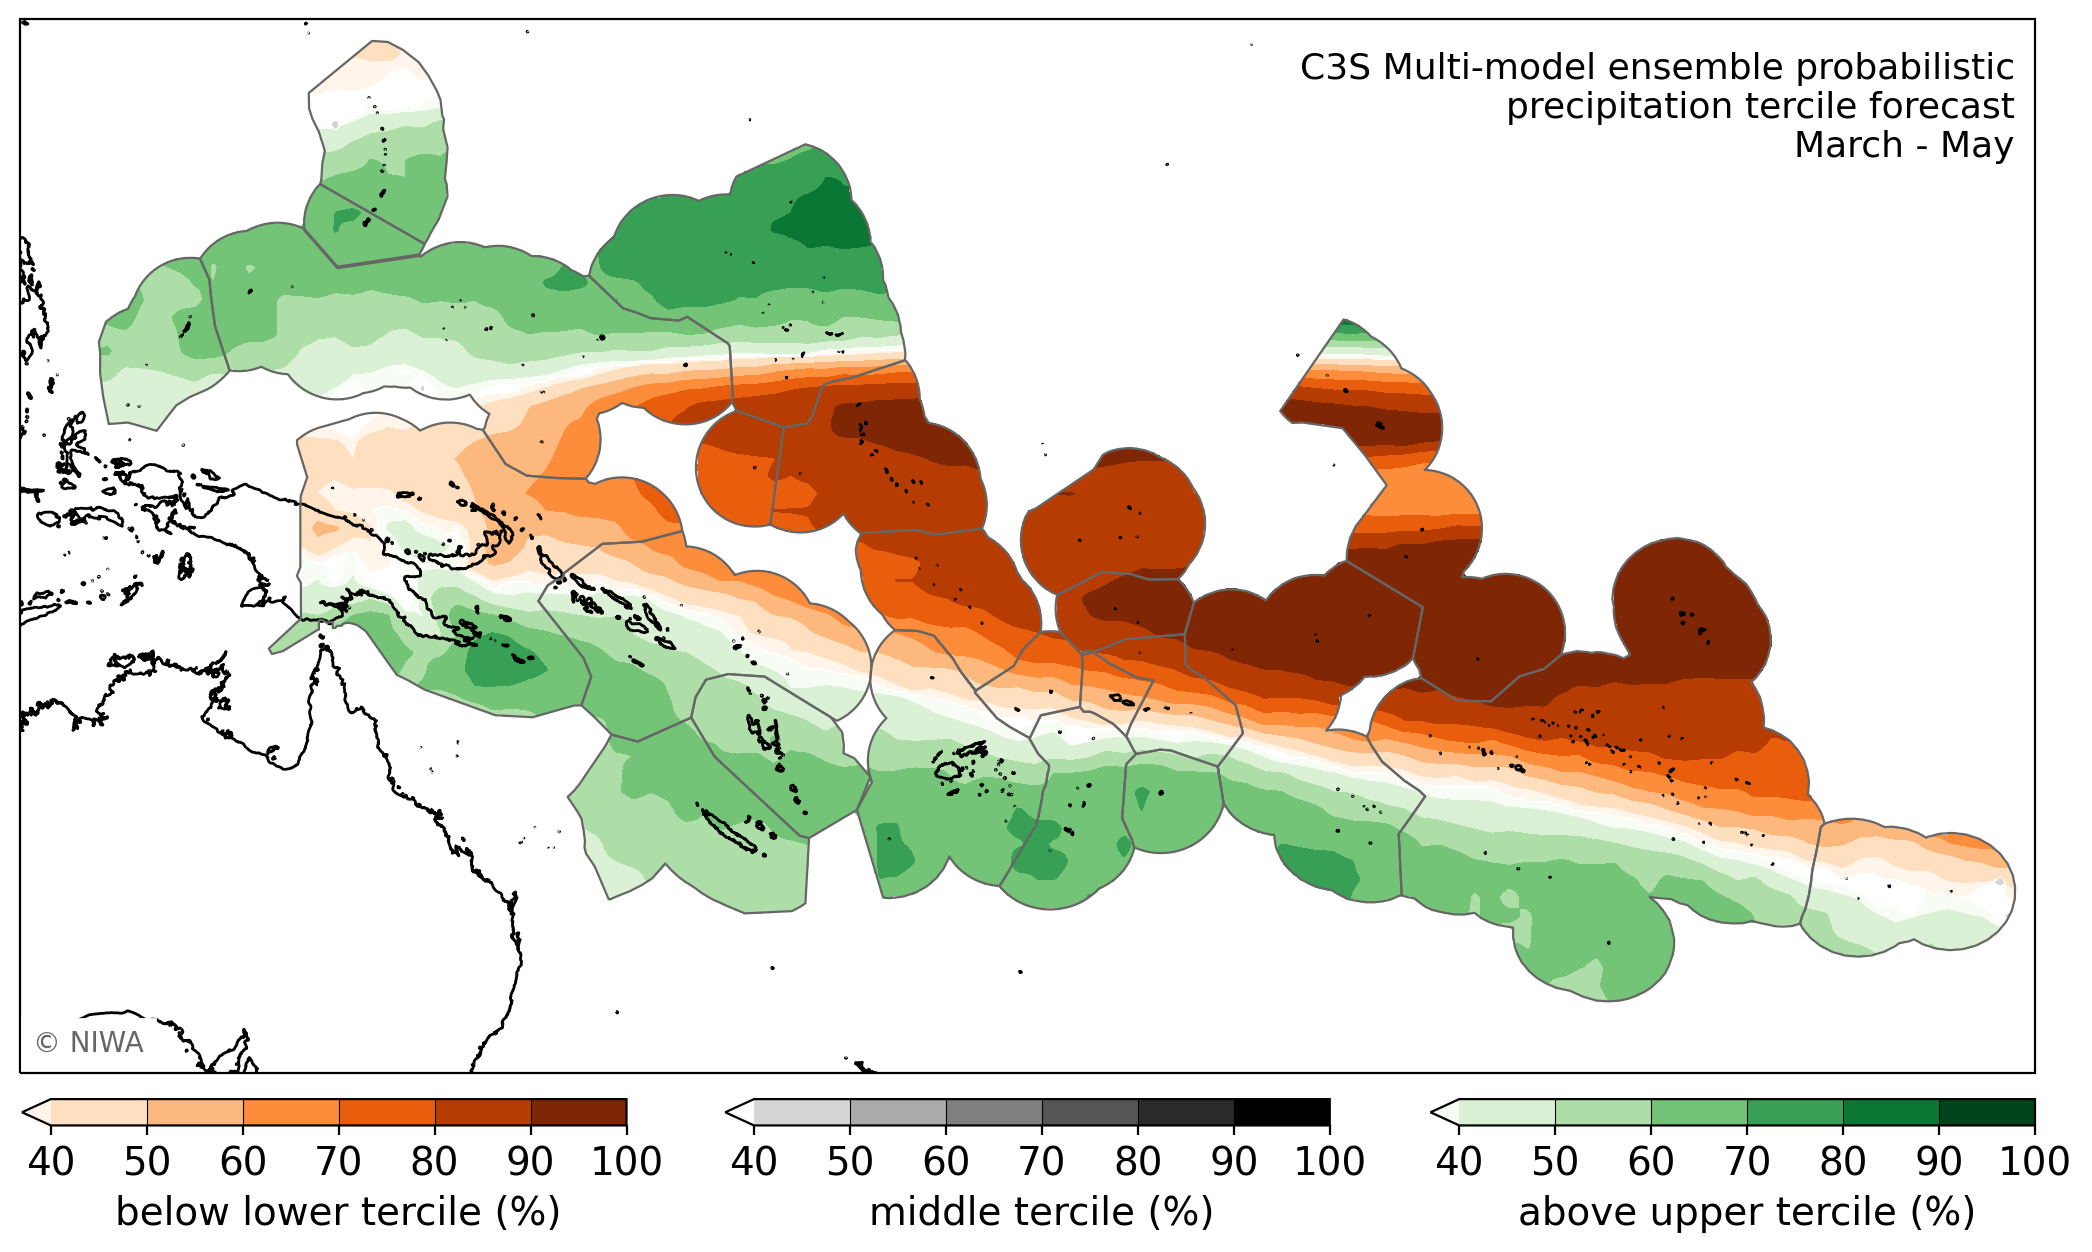 C3S Multi-model ensemble probabilistic
precipitation tercile forecast
March - May
© NIWA
40 50 60 70 80 90 100
below lower tercile (%)
40 50 60 70 80 90 100
middle tercile (%)
40 50 60 70 80 90 100
above upper tercile (%)